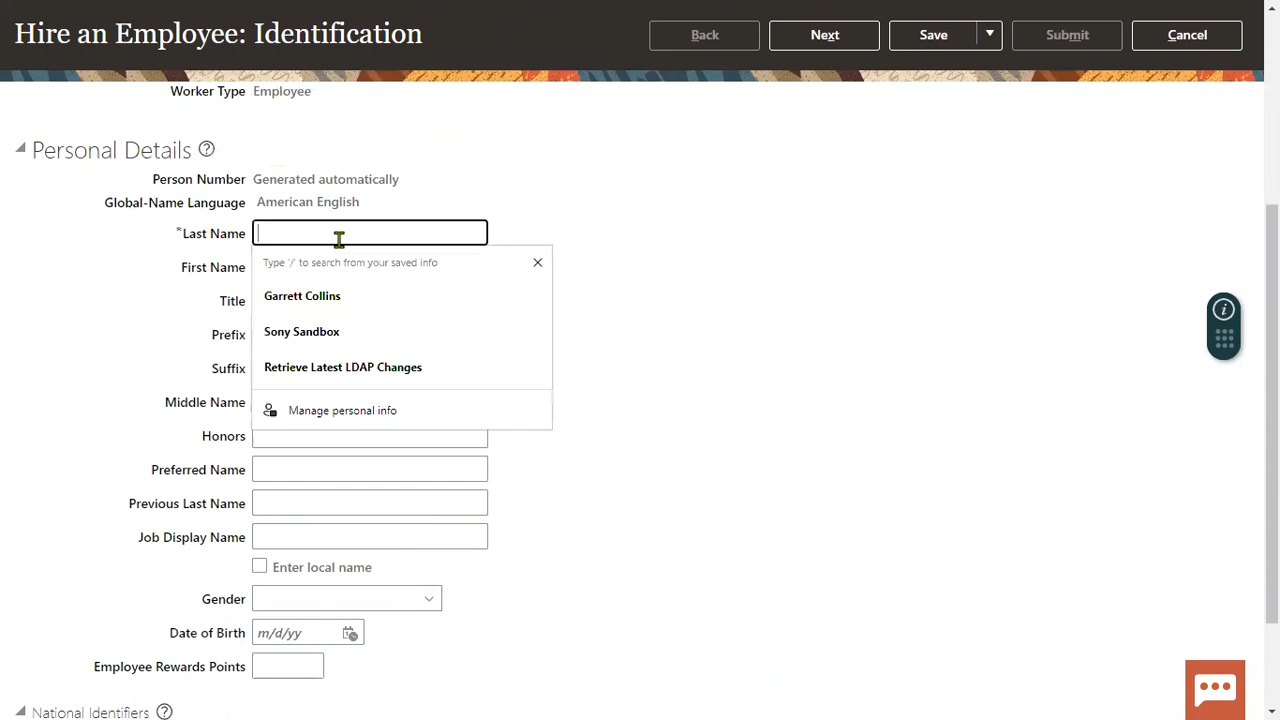 Hire an Employee: Identification
Back
Next
Save
Submit
Cancel
Worker Type Employee
Personal Details
Person Number Generated automatically
Global-Name Language American English
*Last Name
Type '/' to search from your saved info
First Name
Garrett Collins
Title
Sony Sandbox
Prefix
Retrieve Latest LDAP Changes
Suffix
Middle Name
Manage personal info
Honors
Preferred Name
Previous Last Name
Job Display Name
Enter local name
Gender
Date of Birth m/d/yy
Employee Rewards Points
National Identifiers